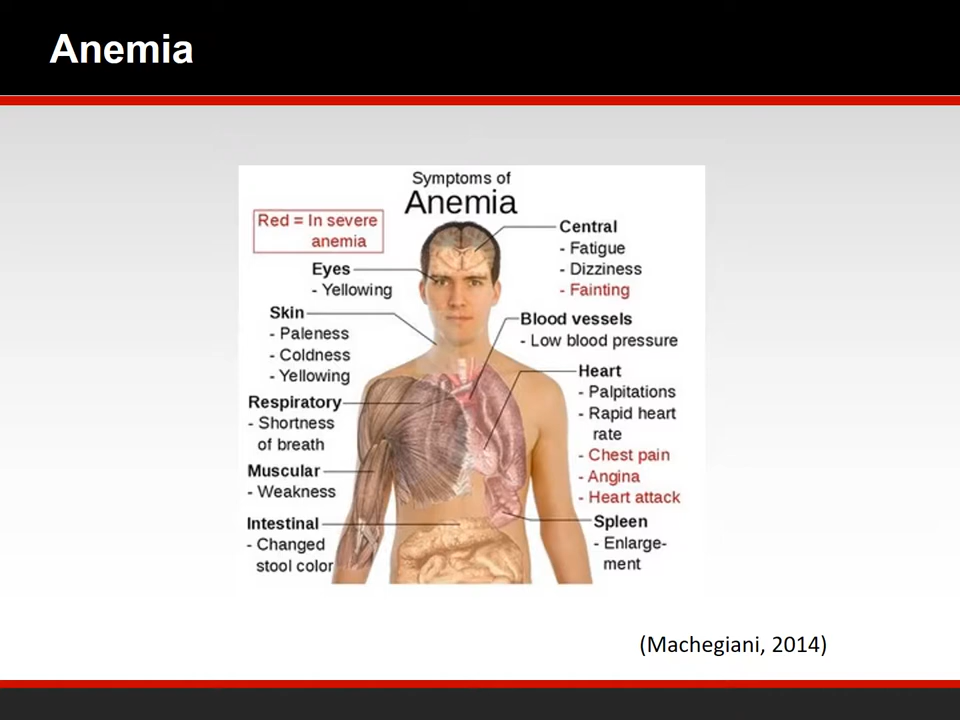 Anemia
Symptoms of
Anemia
Red = In severe
anemia
Eyes
- Yellowing
Skin
- Paleness
- Coldness
- Yellowing
Respiratory
- Shortness
of breath
Muscular
- Weakness
Intestinal
- Changed
stool color
Central
- Fatigue
- Dizziness
- Fainting
Blood vessels
- Low blood pressure
Heart
- Palpitations
- Rapid heart
rate
- Chest pain
- Angina
- Heart attack
Spleen
- Enlarge-
ment
(Machegiani, 2014)